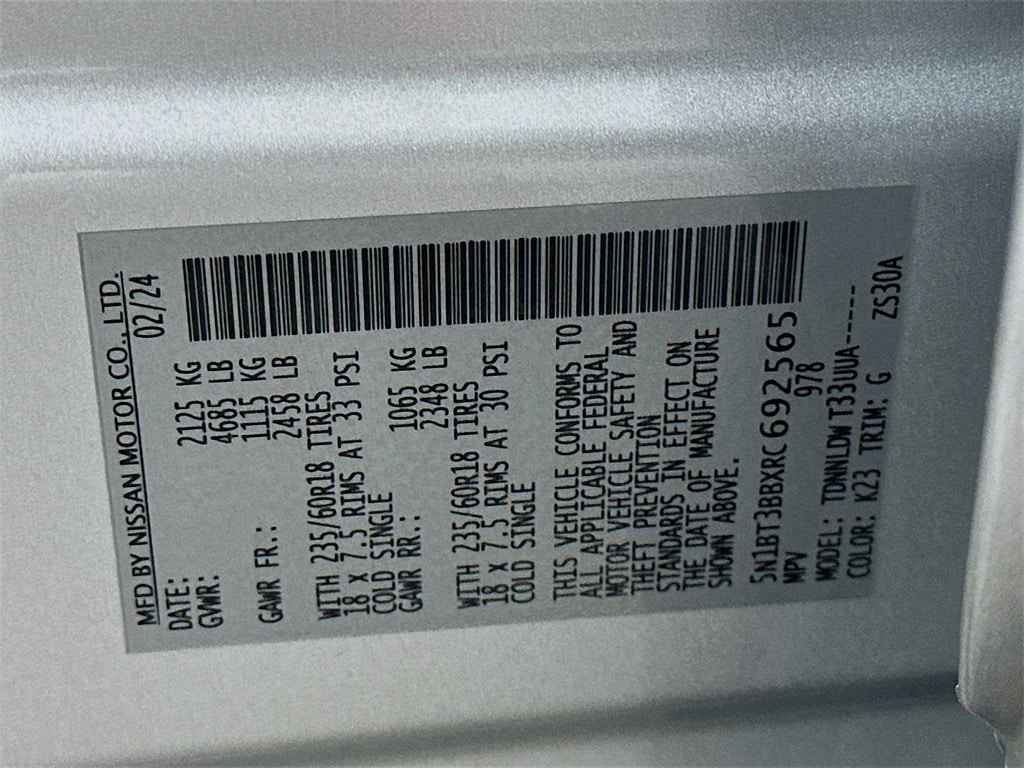 MFD BY NISSAN MOTOR CO., LTD.
DATE: 02/24
GVWR: 2125 KG
4685 LB
GAWR FR.: 1115 KG
2458 LB
WITH 235/60R18 TIRES
18 X 7.5 RIMS AT 33 PSI
COLD SINGLE
GAWR RR.: 1065 KG
2348 LB
WITH 235/60R18 TIRES
18 X 7.5 RIMS AT 30 PSI
COLD SINGLE
THIS VEHICLE CONFORMS TO
ALL APPLICABLE FEDERAL
MOTOR VEHICLE SAFETY AND
THEFT PREVENTION
STANDARDS IN EFFECT ON
THE DATE OF MANUFACTURE
SHOWN ABOVE.
5N1BT3BBXRC692565
MPV 978
MODEL: TDNNLDW T33UUA-----
COLOR: K23 TRIM: G ZS30A